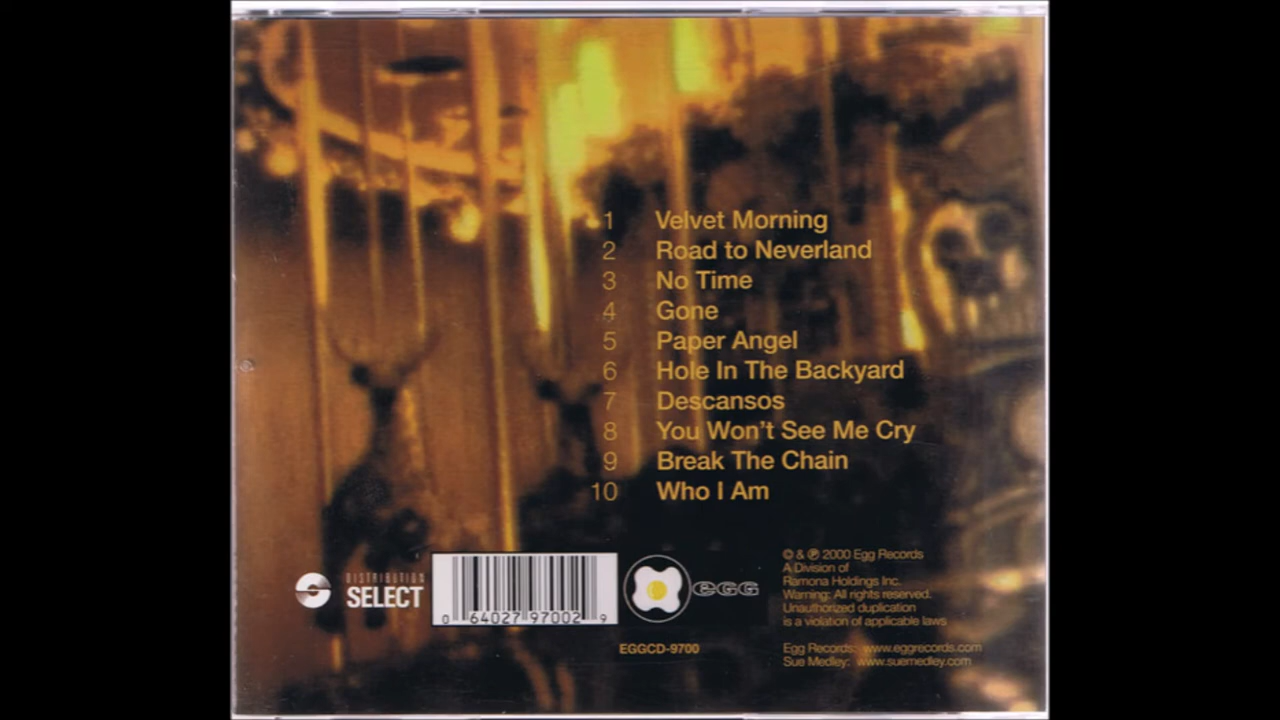 1 Velvet Morning
2 Road to Neverland
3 No Time
4 Gone
5 Paper Angel
6 Hole In The Backyard
7 Descansos
8 You Won't See Me Cry
9 Break The Chain
10 Who I Am
DISTRIBUTION
SELECT
0 64027 97002 9
egg
EGGCD-9700
© & ℗ 2000 Egg Records
A Division of
Ramona Holdings Inc.
Warning: All rights reserved.
Unauthorized duplication
is a violation of applicable laws
Egg Records: www.eggrecords.com
Sue Medley: www.suemedley.com